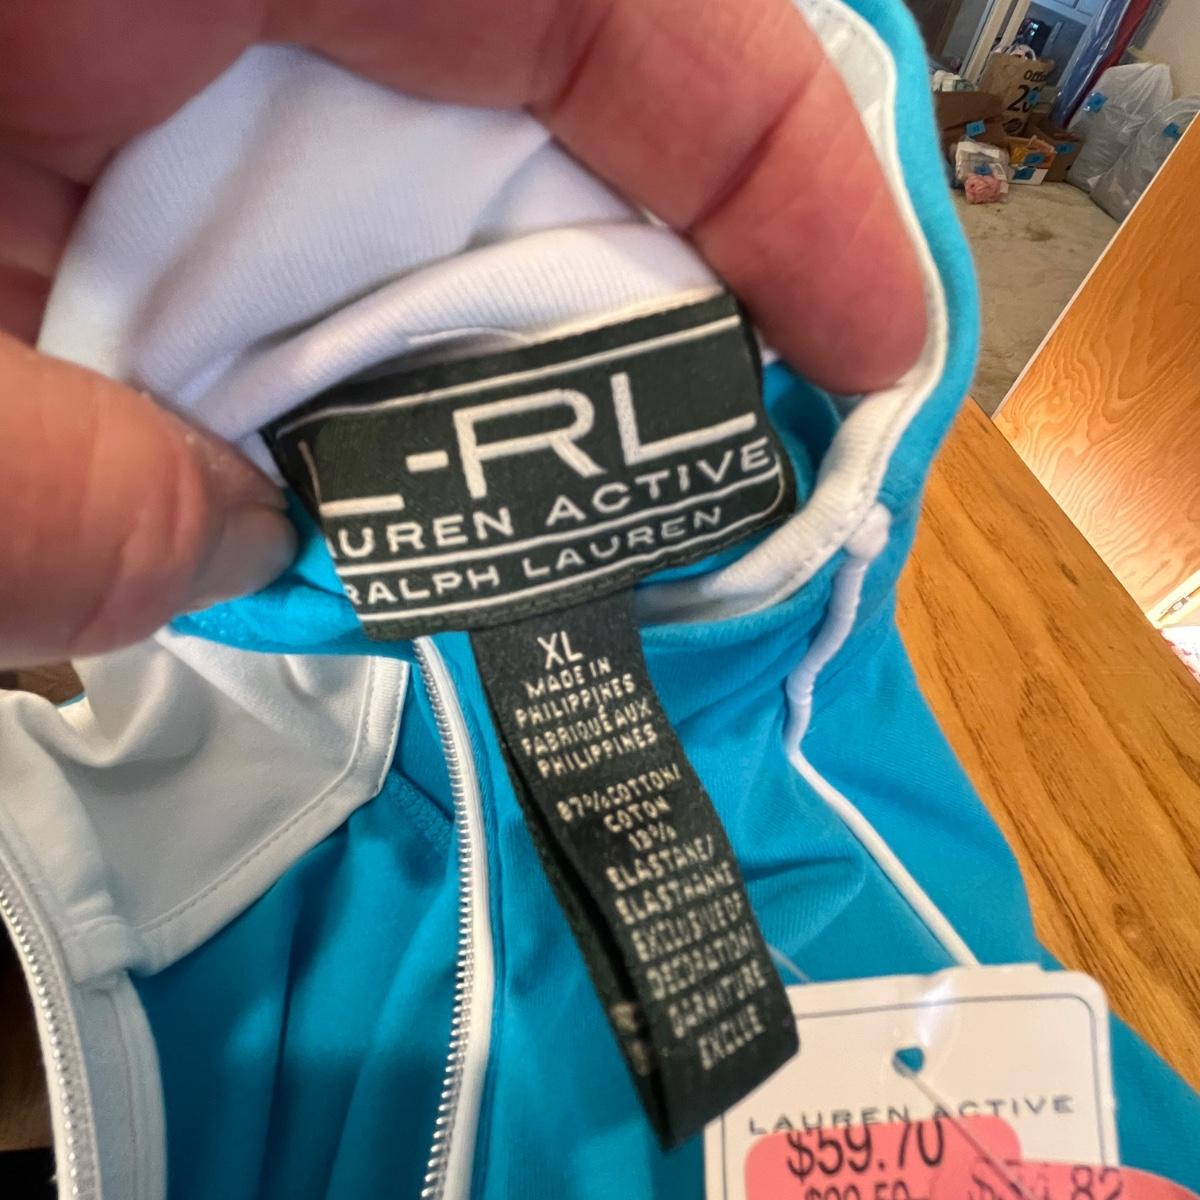 L-RL
LAUREN ACTIVE
RALPH LAUREN
XL
MADE IN
PHILIPPINES
FABRIQUÉ AUX
PHILIPPINES
87% COTTON/
COTON
13%
ELASTANE/
ELASTHANNE
EXCLUSIVE OF
DECORATION/
GARNITURE
EXCLUE
LAUREN ACTIVE
$59.70